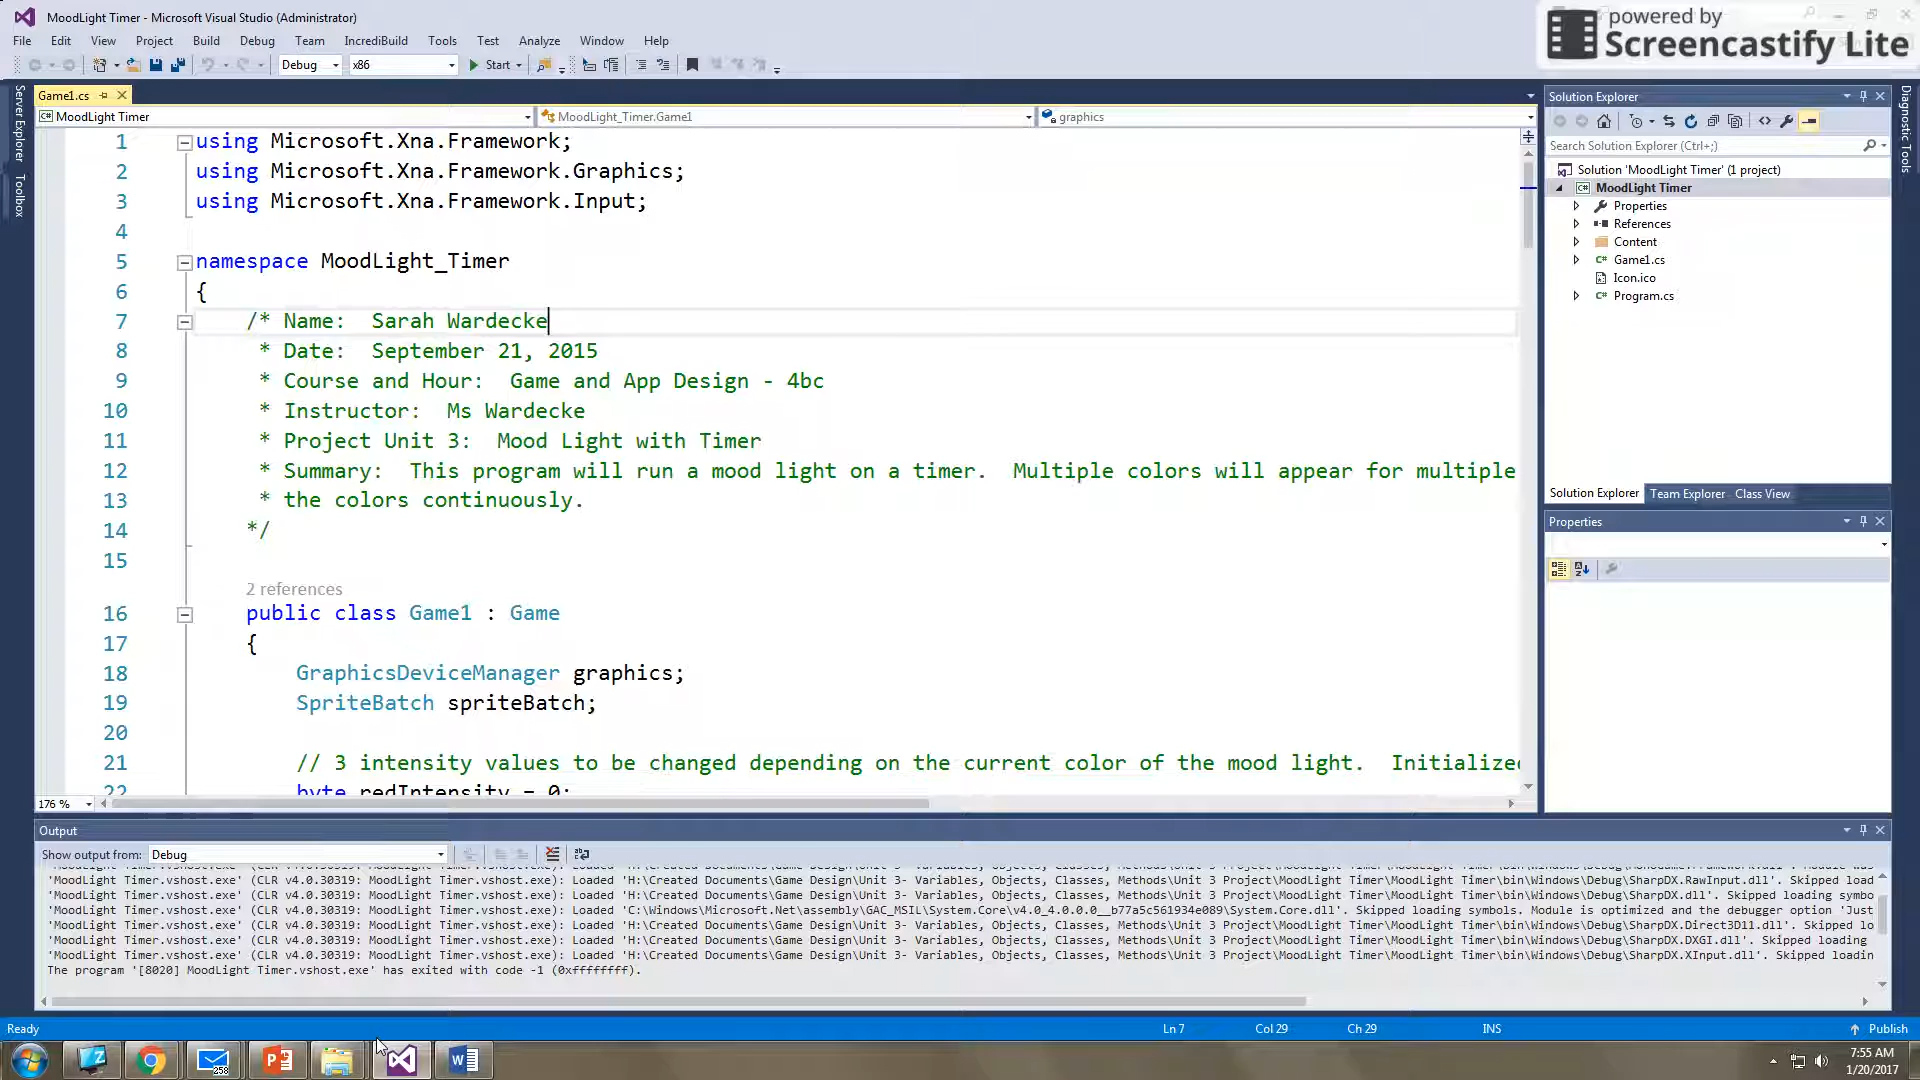 MoodLight Timer - Microsoft Visual Studio (Administrator)
powered by
Screencastify Lite
File Edit View Project Build Debug Team IncrediBuild Tools Test Analyze Window Help
Debug x86 Start
Server Explorer
Toolbox
Game1.cs
MoodLight Timer MoodLight_Timer.Game1 graphics
1 using Microsoft.Xna.Framework;
2 using Microsoft.Xna.Framework.Graphics;
3 using Microsoft.Xna.Framework.Input;
4
5 namespace MoodLight_Timer
6 {
7 /* Name: Sarah Wardecke
8 * Date: September 21, 2015
9 * Course and Hour: Game and App Design - 4bc
10 * Instructor: Ms Wardecke
11 * Project Unit 3: Mood Light with Timer
12 * Summary: This program will run a mood light on a timer. Multiple colors will appear for multiple
13 * the colors continuously.
14 */
15
2 references
16 public class Game1 : Game
17 {
18 GraphicsDeviceManager graphics;
19 SpriteBatch spriteBatch;
20
21 // 3 intensity values to be changed depending on the current color of the mood light. Initialized
22 byte redIntensity = 0;
176 %
Solution Explorer
Search Solution Explorer (Ctrl+;)
Solution 'MoodLight Timer' (1 project)
MoodLight Timer
Properties
References
Content
Game1.cs
Icon.ico
Program.cs
Solution Explorer Team Explorer Class View
Properties
Diagnostic Tools
Output
Show output from: Debug
'MoodLight Timer.vshost.exe' (CLR v4.0.30319: MoodLight Timer.vshost.exe): Loaded 'H:\Created Documents\Game Design\Unit 3- Variables, Objects, Classes, Methods\Unit 3 Project\MoodLight Timer\MoodLight Timer\bin\Windows\Debug\SharpDX.RawInput.dll'. Skipped load
'MoodLight Timer.vshost.exe' (CLR v4.0.30319: MoodLight Timer.vshost.exe): Loaded 'H:\Created Documents\Game Design\Unit 3- Variables, Objects, Classes, Methods\Unit 3 Project\MoodLight Timer\MoodLight Timer\bin\Windows\Debug\SharpDX.dll'. Skipped loading symbo
'MoodLight Timer.vshost.exe' (CLR v4.0.30319: MoodLight Timer.vshost.exe): Loaded 'C:\Windows\Microsoft.Net\assembly\GAC_MSIL\System.Core\v4.0_4.0.0.0__b77a5c561934e089\System.Core.dll'. Skipped loading symbols. Module is optimized and the debugger option 'Just
'MoodLight Timer.vshost.exe' (CLR v4.0.30319: MoodLight Timer.vshost.exe): Loaded 'H:\Created Documents\Game Design\Unit 3- Variables, Objects, Classes, Methods\Unit 3 Project\MoodLight Timer\MoodLight Timer\bin\Windows\Debug\SharpDX.Direct3D11.dll'. Skipped lo
'MoodLight Timer.vshost.exe' (CLR v4.0.30319: MoodLight Timer.vshost.exe): Loaded 'H:\Created Documents\Game Design\Unit 3- Variables, Objects, Classes, Methods\Unit 3 Project\MoodLight Timer\MoodLight Timer\bin\Windows\Debug\SharpDX.DXGI.dll'. Skipped loading
'MoodLight Timer.vshost.exe' (CLR v4.0.30319: MoodLight Timer.vshost.exe): Loaded 'H:\Created Documents\Game Design\Unit 3- Variables, Objects, Classes, Methods\Unit 3 Project\MoodLight Timer\MoodLight Timer\bin\Windows\Debug\SharpDX.XInput.dll'. Skipped loadin
The program '[8020] MoodLight Timer.vshost.exe' has exited with code -1 (0xffffffff).
Ready Ln 7 Col 29 Ch 29 INS Publish
258
7:55 AM
1/20/2017